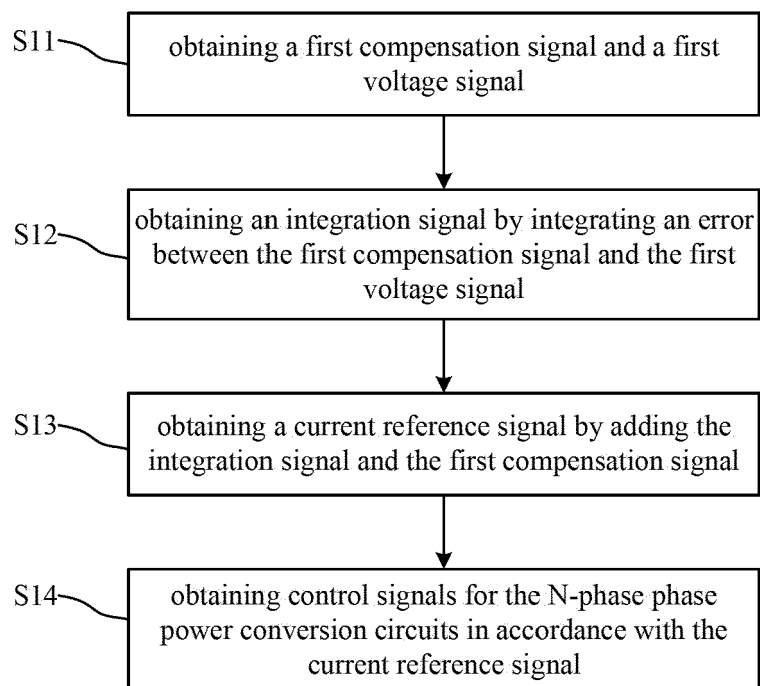 S11
obtaining a first compensation signal and a first
voltage signal
S12
obtaining an integration signal by integrating an error
between the first compensation signal and the first
voltage signal
S13
obtaining a current reference signal by adding the
integration signal and the first compensation signal
S14
obtaining control signals for the N-phase phase
power conversion circuits in accordance with the
current reference signal